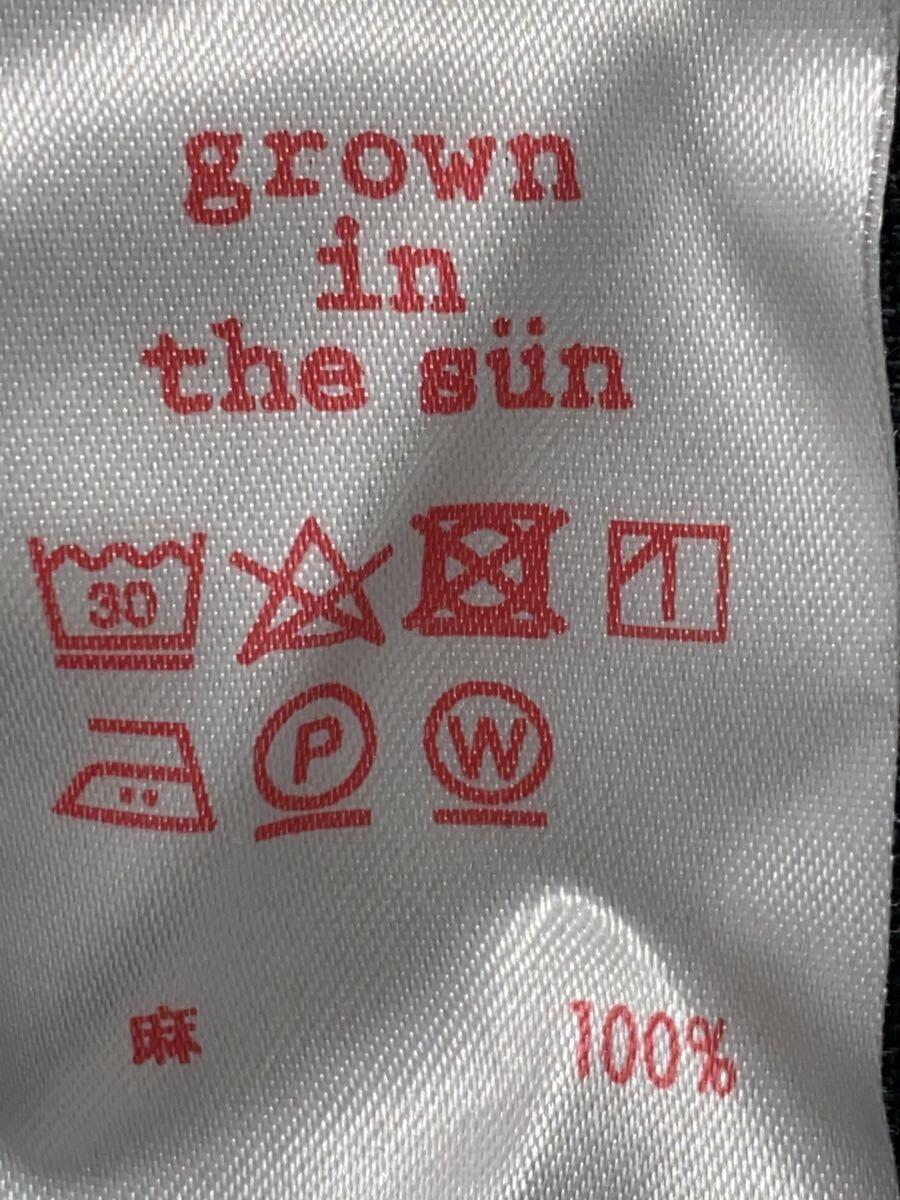 grown
in
the sün
30
P
W
麻 100%